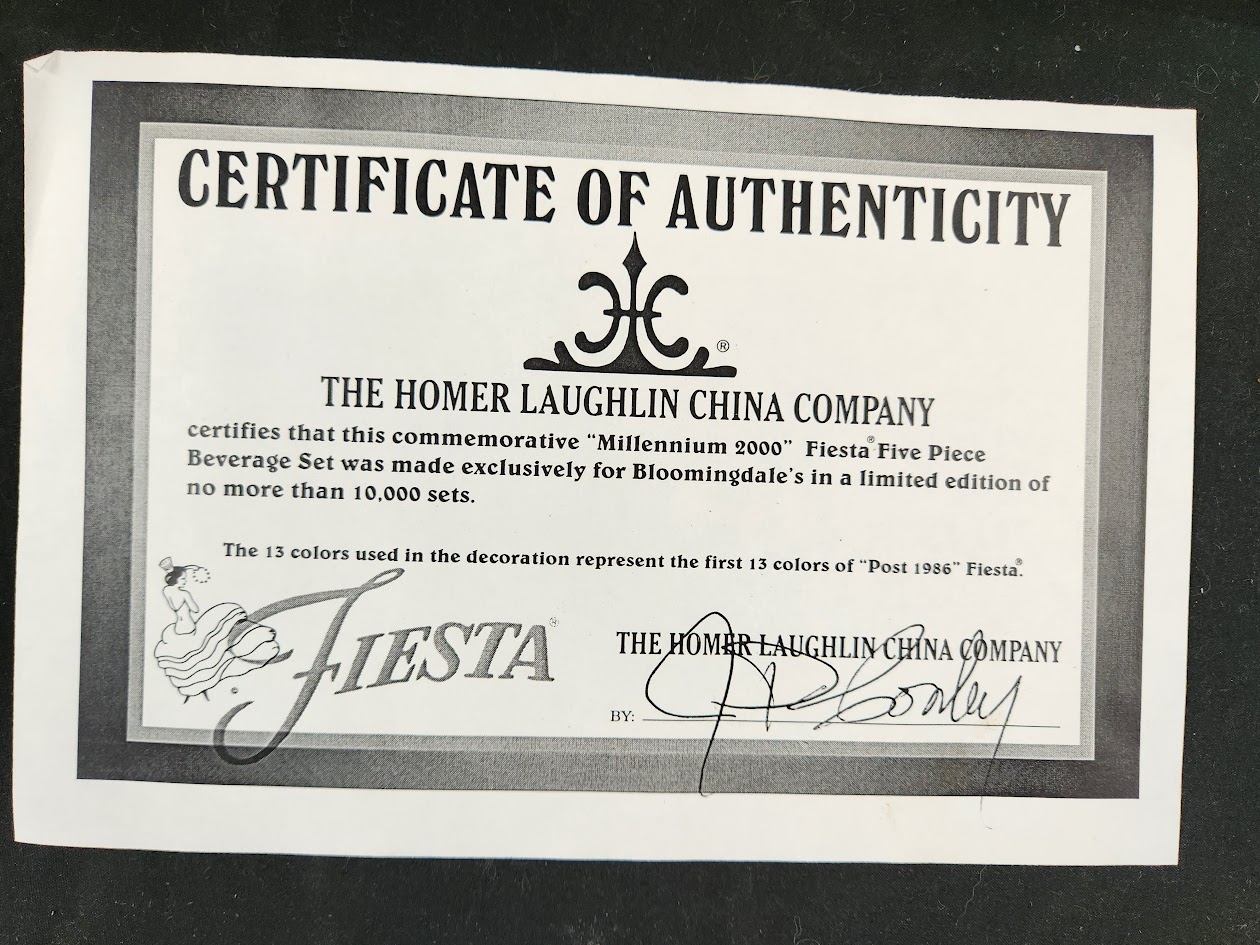 CERTIFICATE OF AUTHENTICITY
®
THE HOMER LAUGHLIN CHINA COMPANY
certifies that this commemorative “Millennium 2000” Fiesta® Five Piece
Beverage Set was made exclusively for Bloomingdale's in a limited edition of
no more than 10,000 sets.
The 13 colors used in the decoration represent the first 13 colors of “Post 1986” Fiesta®.
FIESTA®
THE HOMER LAUGHLIN CHINA COMPANY
BY: